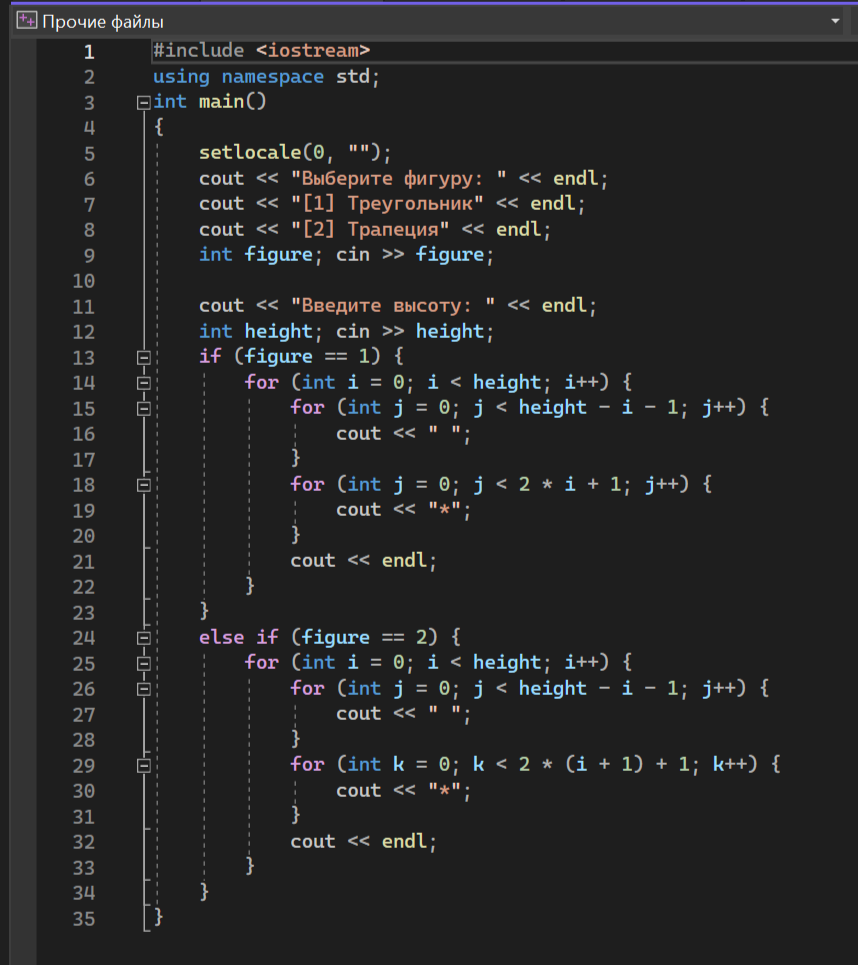 Прочие файлы
1 #include <iostream>
2 using namespace std;
3 int main()
4 {
5 setlocale(0, "");
6 cout << "Выберите фигуру: " << endl;
7 cout << "[1] Треугольник" << endl;
8 cout << "[2] Трапеция" << endl;
9 int figure; cin >> figure;
10
11 cout << "Введите высоту: " << endl;
12 int height; cin >> height;
13 if (figure == 1) {
14 for (int i = 0; i < height; i++) {
15 for (int j = 0; j < height - i - 1; j++) {
16 cout << " ";
17 }
18 for (int j = 0; j < 2 * i + 1; j++) {
19 cout << "*";
20 }
21 cout << endl;
22 }
23 }
24 else if (figure == 2) {
25 for (int i = 0; i < height; i++) {
26 for (int j = 0; j < height - i - 1; j++) {
27 cout << " ";
28 }
29 for (int k = 0; k < 2 * (i + 1) + 1; k++) {
30 cout << "*";
31 }
32 cout << endl;
33 }
34 }
35 }